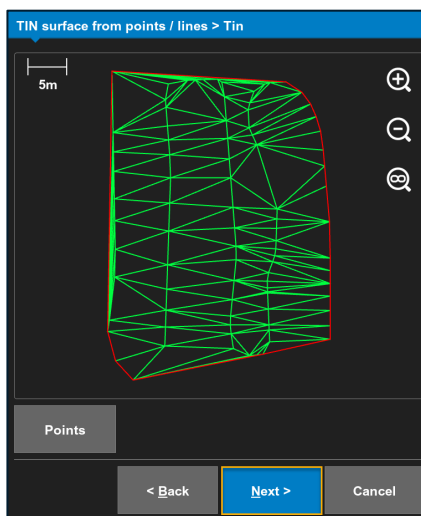 TIN surface from points / lines > Tin
5m
Points
< Back
Next >
Cancel